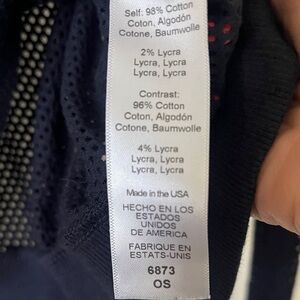 Self: 98% Cotton
Coton, Algodón
Cotone, Baumwolle
2% Lycra
Lycra, Lycra
Lycra, Lycra
Contrast:
96% Cotton
Coton, Algodón
Cotone, Baumwolle
4% Lycra
Lycra, Lycra
Lycra, Lycra
Made in the USA
HECHO EN LOS
ESTADOS
UNIDOS
DE AMERICA
FABRIQUE EN
ESTATS-UNIS
6873
OS